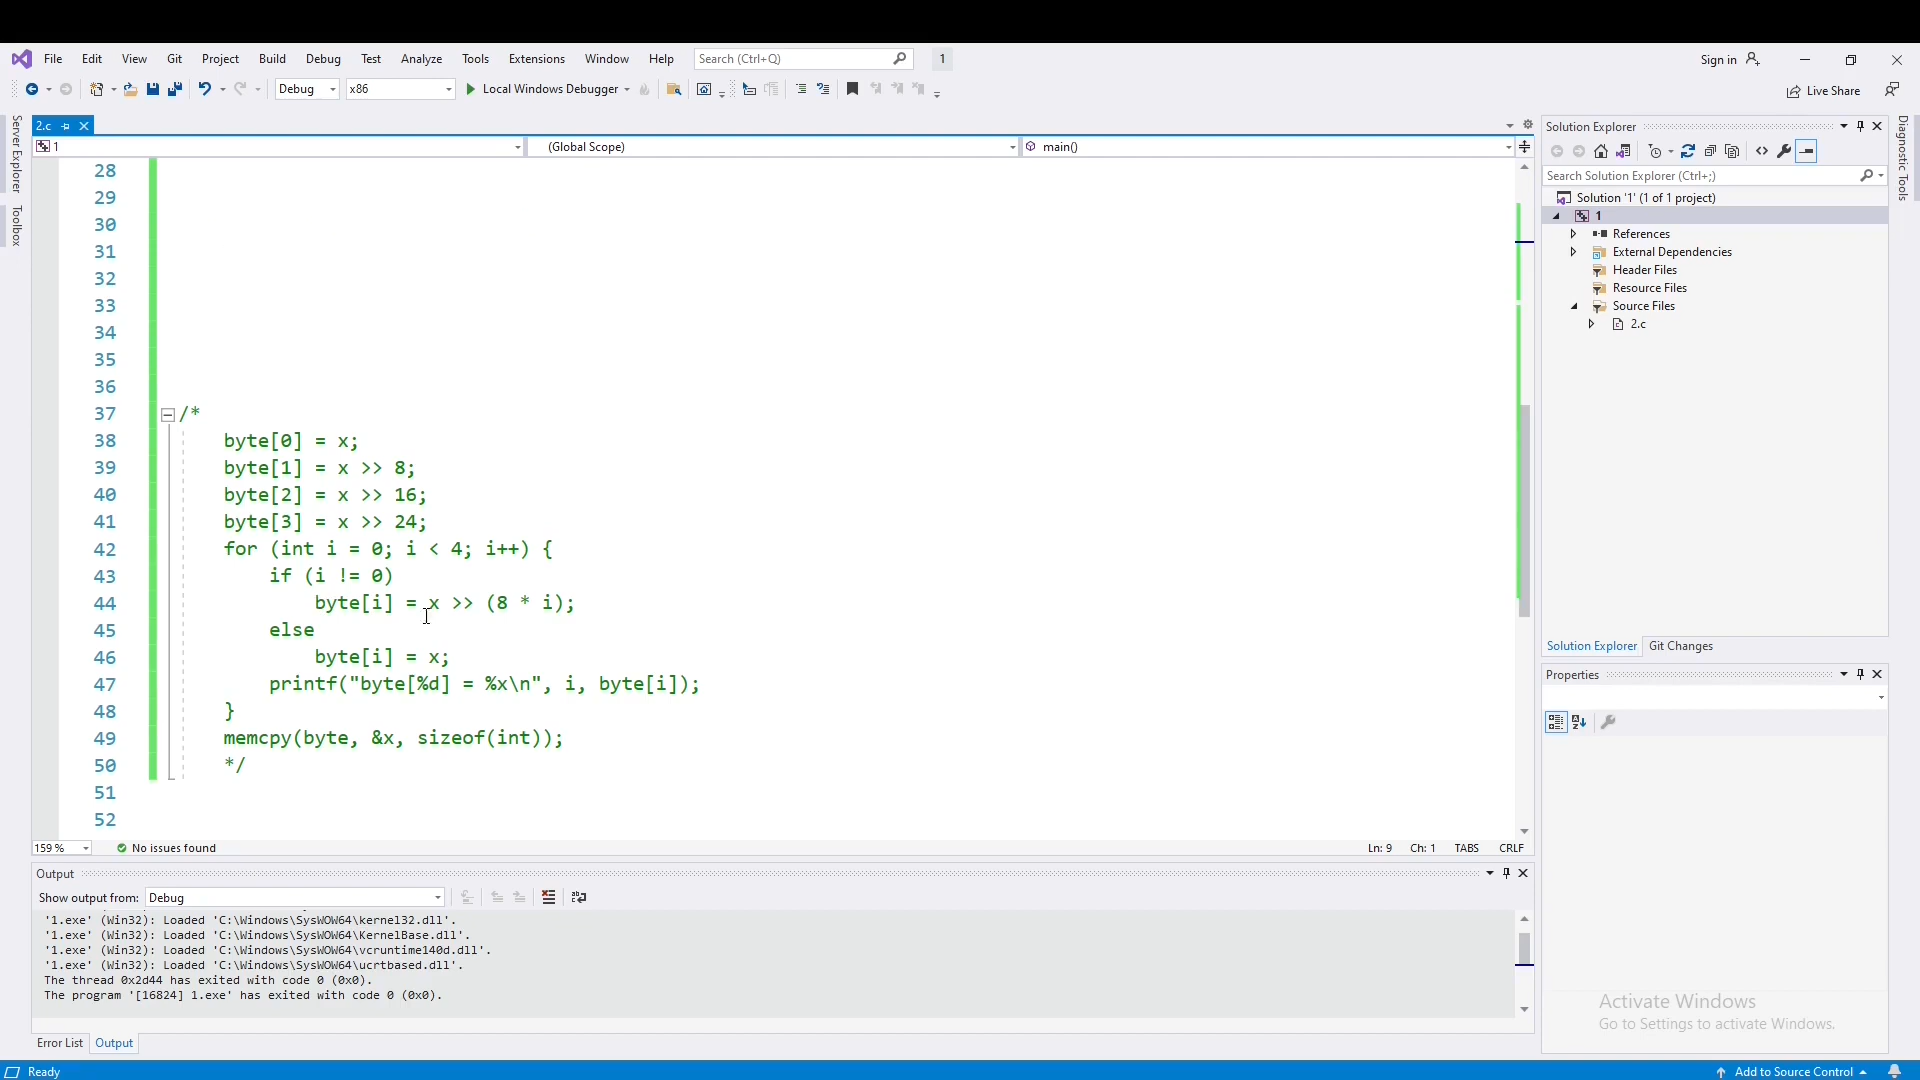 File Edit View Git Project Build Debug Test Analyze Tools Extensions Window Help Search (Ctrl+Q) 1 Sign in
Debug x86 Local Windows Debugger Live Share
Server Explorer
Toolbox
2.c
1 (Global Scope) main()
28
29
30
31
32
33
34
35
36
37 /*
38 byte[0] = x;
39 byte[1] = x >> 8;
40 byte[2] = x >> 16;
41 byte[3] = x >> 24;
42 for (int i = 0; i < 4; i++) {
43 if (i != 0)
44 byte[i] = x >> (8 * i);
45 else
46 byte[i] = x;
47 printf("byte[%d] = %x\n", i, byte[i]);
48 }
49 memcpy(byte, &x, sizeof(int));
50 */
51
52
159 % No issues found Ln: 9 Ch: 1 TABS CRLF
Output
Show output from: Debug
'1.exe' (Win32): Loaded 'C:\Windows\SysWOW64\kernel32.dll'.
'1.exe' (Win32): Loaded 'C:\Windows\SysWOW64\KernelBase.dll'.
'1.exe' (Win32): Loaded 'C:\Windows\SysWOW64\vcruntime140d.dll'.
'1.exe' (Win32): Loaded 'C:\Windows\SysWOW64\ucrtbased.dll'.
The thread 0x2d44 has exited with code 0 (0x0).
The program '[16824] 1.exe' has exited with code 0 (0x0).
Error List Output
Solution Explorer
Search Solution Explorer (Ctrl+;)
Solution '1' (1 of 1 project)
1
References
External Dependencies
Header Files
Resource Files
Source Files
2.c
Solution Explorer Git Changes
Properties
Activate Windows
Go to Settings to activate Windows.
Diagnostic Tools
Ready Add to Source Control